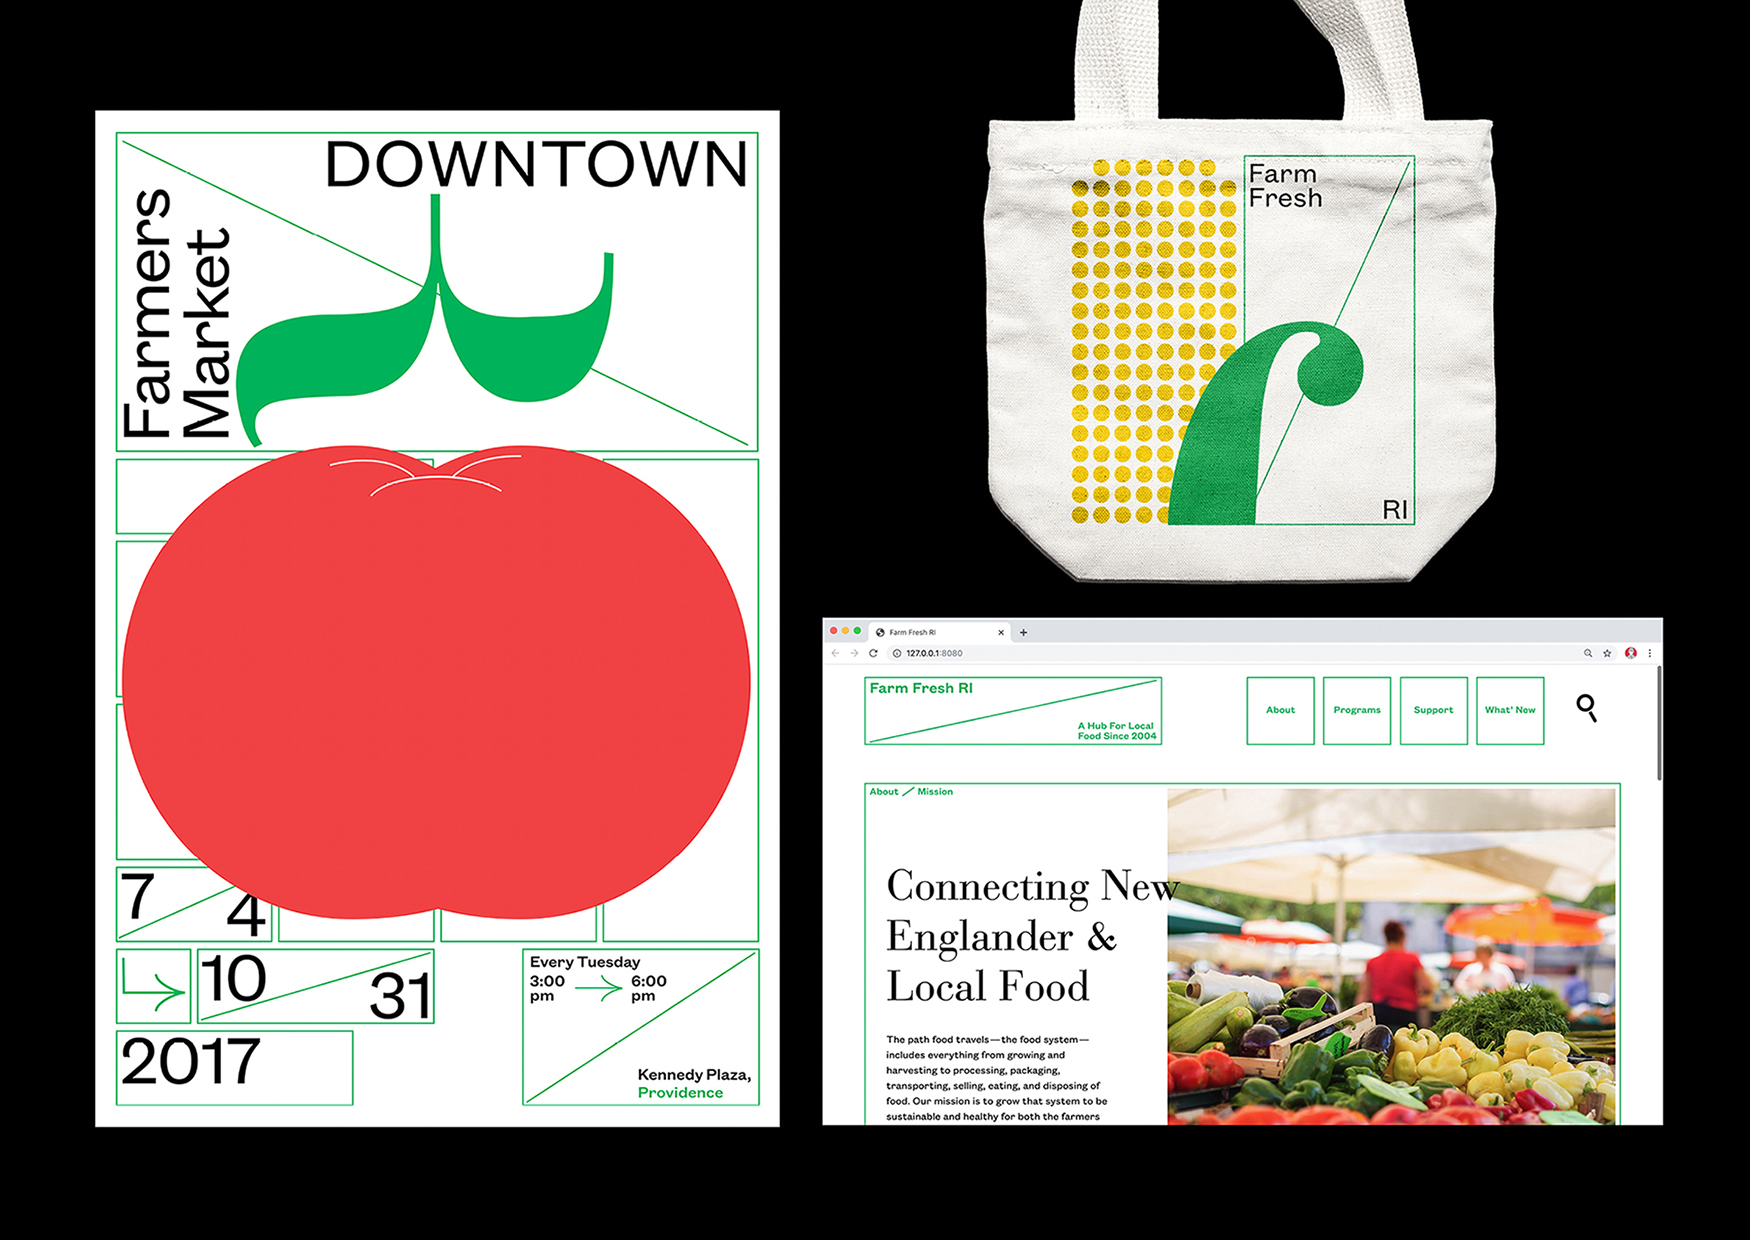 DOWNTOWN
Farmers
Market
7
4
10
31
2017
Every Tuesday
3:00
pm
6:00
pm
Kennedy Plaza,
Providence
Farm
Fresh
RI
Farm Fresh RI
127.0.0.1:8080
Farm Fresh RI
A Hub For Local
Food Since 2004
About
Programs
Support
What' New
About / Mission
Connecting New
Englander &
Local Food
The path food travels—the food system—
includes everything from growing and
harvesting to processing, packaging,
transporting, selling, eating, and disposing of
food. Our mission is to grow that system to be
sustainable and healthy for both the farmers